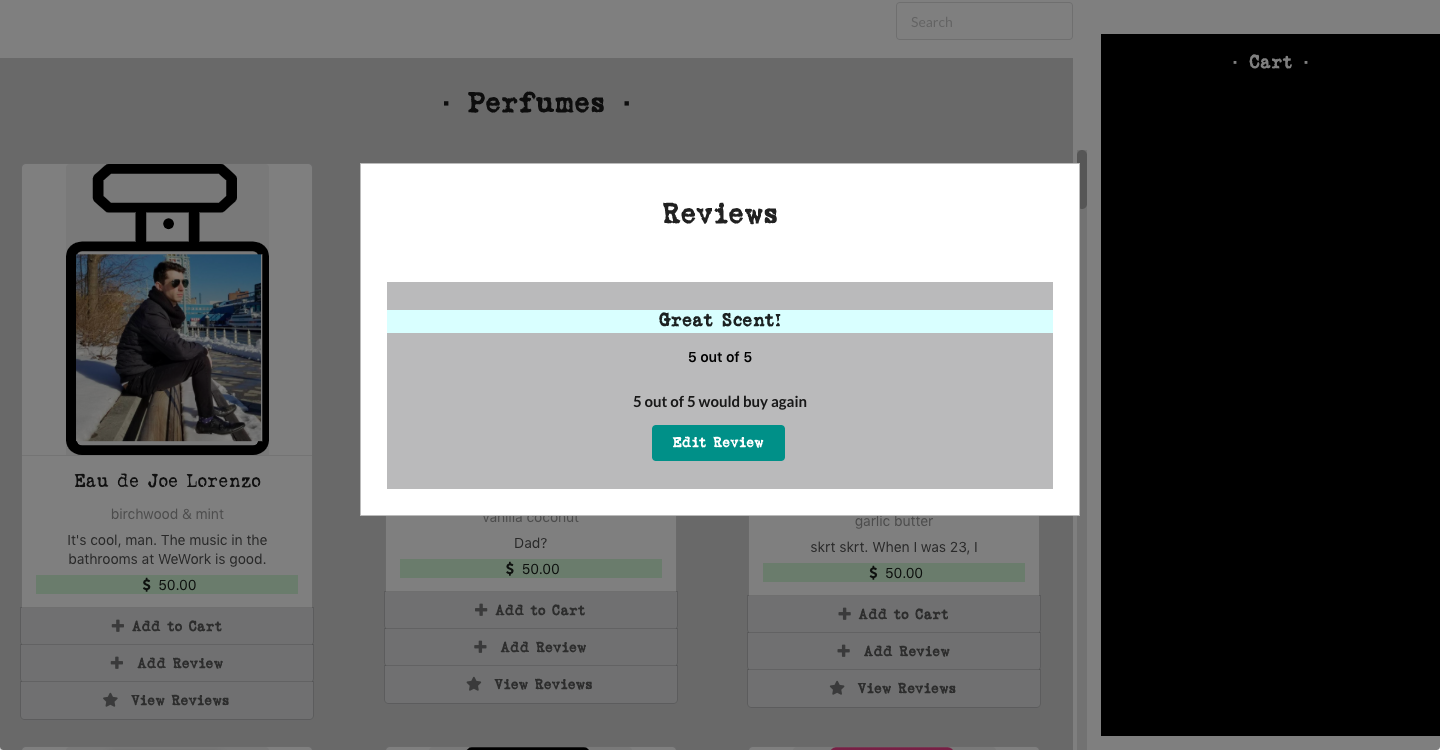 Search
· Cart ·
· Perfumes ·
Reviews
Great Scent!
5 out of 5
5 out of 5 would buy again
Edit Review
Eau de Joe Lorenzo
birchwood & mint
It's cool, man. The music in the
bathrooms at WeWork is good.
$ 50.00
Add to Cart
Add Review
View Reviews
vanilla coconut
Dad?
$ 50.00
Add to Cart
Add Review
View Reviews
garlic butter
skrt skrt. When I was 23, I
$ 50.00
Add to Cart
Add Review
View Reviews